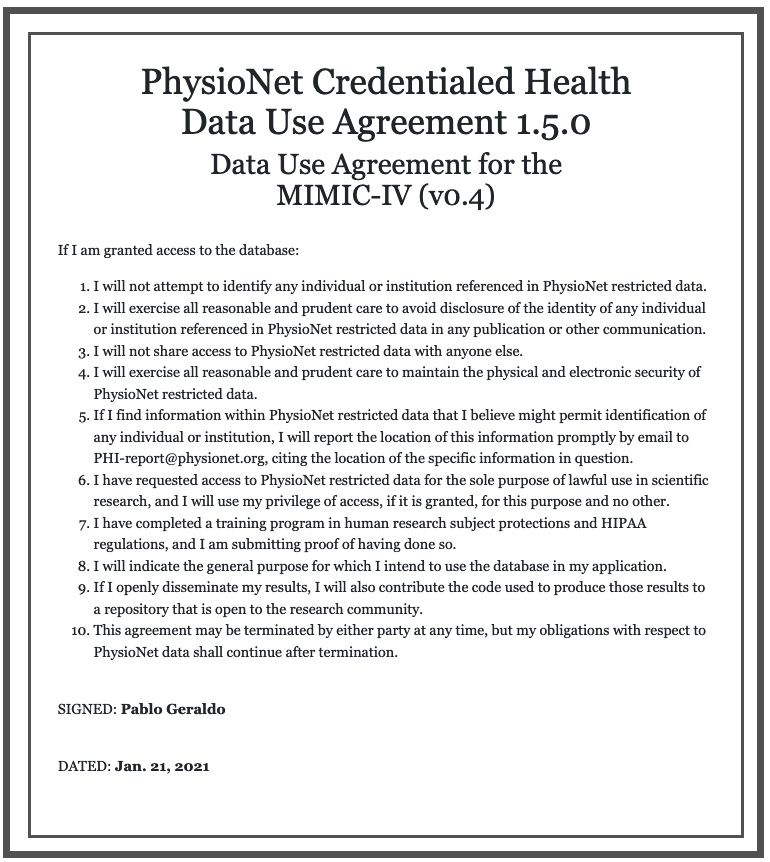 PhysioNet Credentialed Health
Data Use Agreement 1.5.0
Data Use Agreement for the
MIMIC-IV (v0.4)
If I am granted access to the database:
1. I will not attempt to identify any individual or institution referenced in PhysioNet restricted data.
2. I will exercise all reasonable and prudent care to avoid disclosure of the identity of any individual
or institution referenced in PhysioNet restricted data in any publication or other communication.
3. I will not share access to PhysioNet restricted data with anyone else.
4. I will exercise all reasonable and prudent care to maintain the physical and electronic security of
PhysioNet restricted data.
5. If I find information within PhysioNet restricted data that I believe might permit identification of
any individual or institution, I will report the location of this information promptly by email to
PHI-report@physionet.org, citing the location of the specific information in question.
6. I have requested access to PhysioNet restricted data for the sole purpose of lawful use in scientific
research, and I will use my privilege of access, if it is granted, for this purpose and no other.
7. I have completed a training program in human research subject protections and HIPAA
regulations, and I am submitting proof of having done so.
8. I will indicate the general purpose for which I intend to use the database in my application.
9. If I openly disseminate my results, I will also contribute the code used to produce those results to
a repository that is open to the research community.
10. This agreement may be terminated by either party at any time, but my obligations with respect to
PhysioNet data shall continue after termination.
SIGNED: Pablo Geraldo
DATED: Jan. 21, 2021